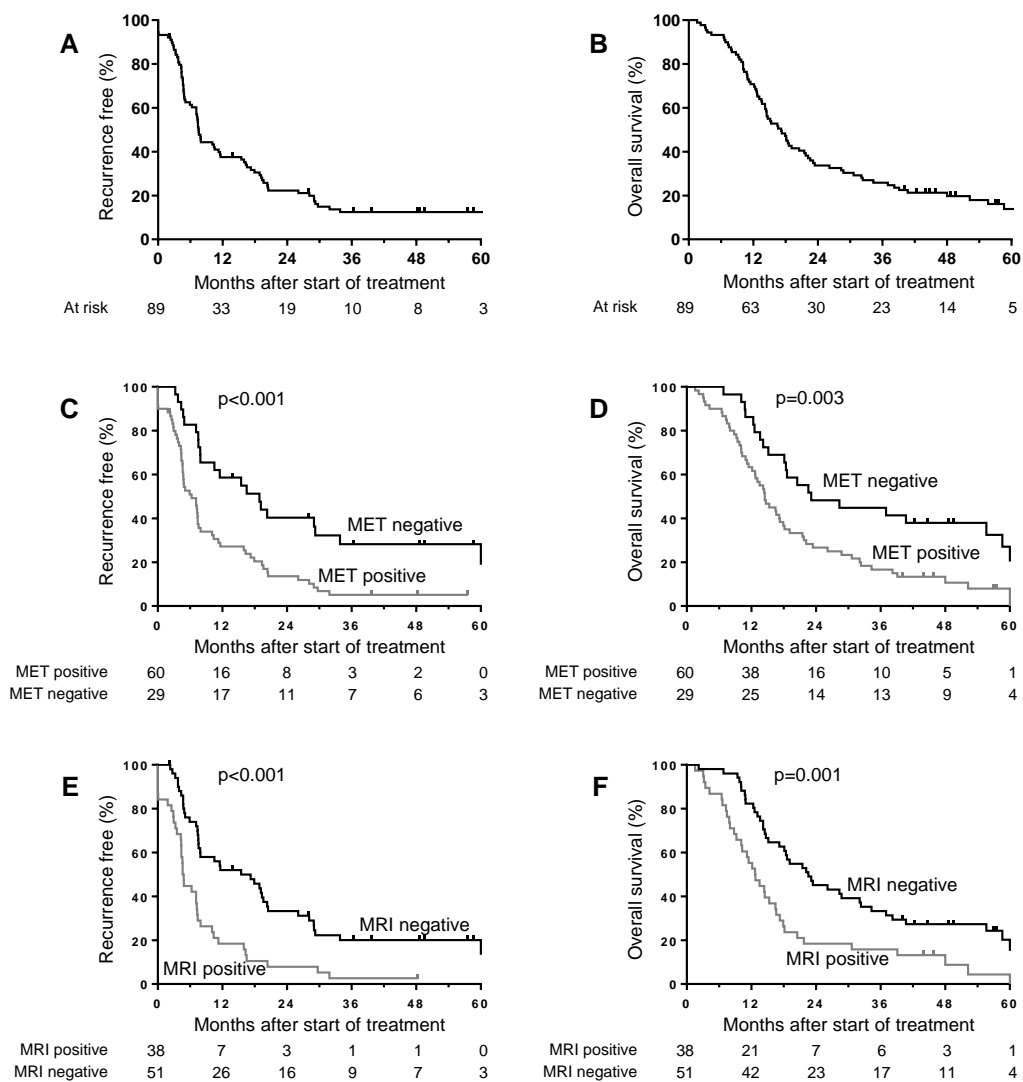 A
Recurrence free (%)
100
80
60
40
20
0
0 12 24 36 48 60
Months after start of treatment
At risk 89 33 19 10 8 3
B
Overall survival (%)
100
80
60
40
20
0
0 12 24 36 48 60
Months after start of treatment
At risk 89 63 30 23 14 5
C
Recurrence free (%)
100
80
60
40
20
0
p<0.001
MET negative
MET positive
0 12 24 36 48 60
Months after start of treatment
MET positive 60 16 8 3 2 0
MET negative 29 17 11 7 6 3
D
Overall survival (%)
100
80
60
40
20
0
p=0.003
MET negative
MET positive
0 12 24 36 48 60
Months after start of treatment
MET positive 60 38 16 10 5 1
MET negative 29 25 14 13 9 4
E
Recurrence free (%)
100
80
60
40
20
0
p<0.001
MRI negative
MRI positive
0 12 24 36 48 60
Months after start of treatment
MRI positive 38 7 3 1 1 0
MRI negative 51 26 16 9 7 3
F
Overall survival (%)
100
80
60
40
20
0
p=0.001
MRI negative
MRI positive
0 12 24 36 48 60
Months after start of treatment
MRI positive 38 21 7 6 3 1
MRI negative 51 42 23 17 11 4